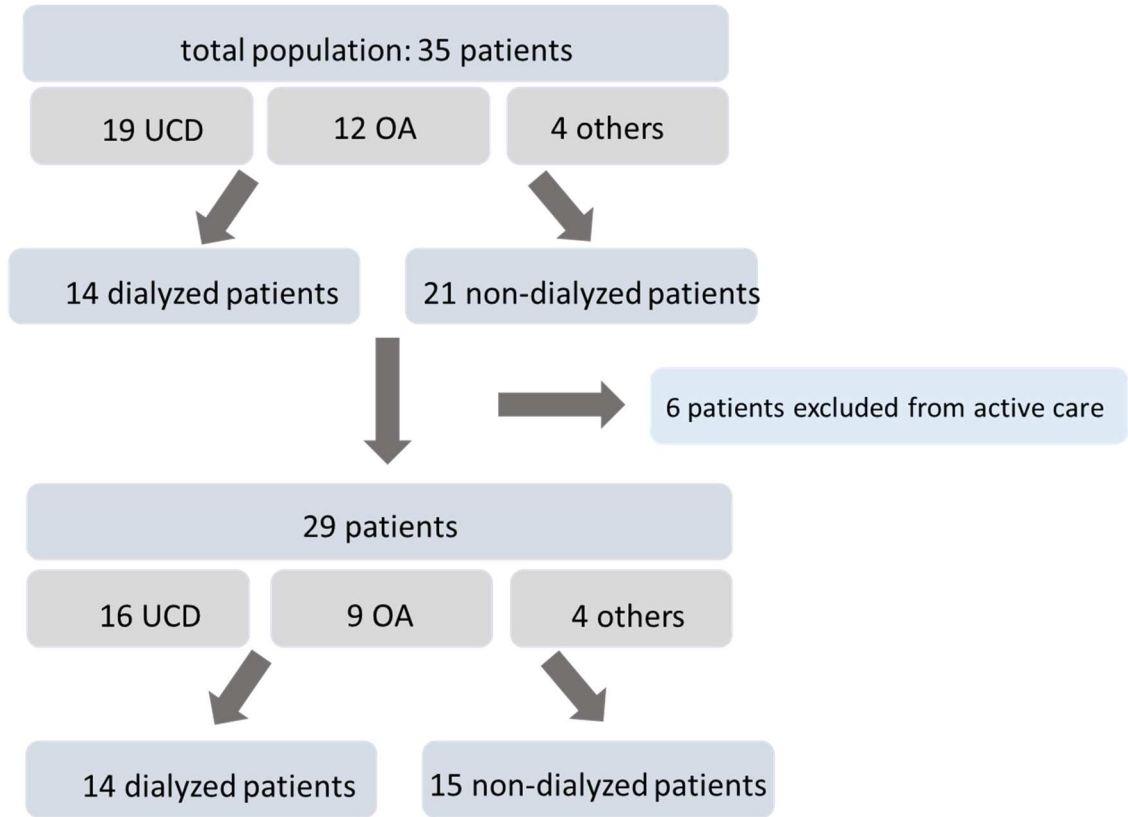 total population: 35 patients
19 UCD
12 OA
4 others
14 dialyzed patients
21 non-dialyzed patients
6 patients excluded from active care
29 patients
16 UCD
9 OA
4 others
14 dialyzed patients
15 non-dialyzed patients